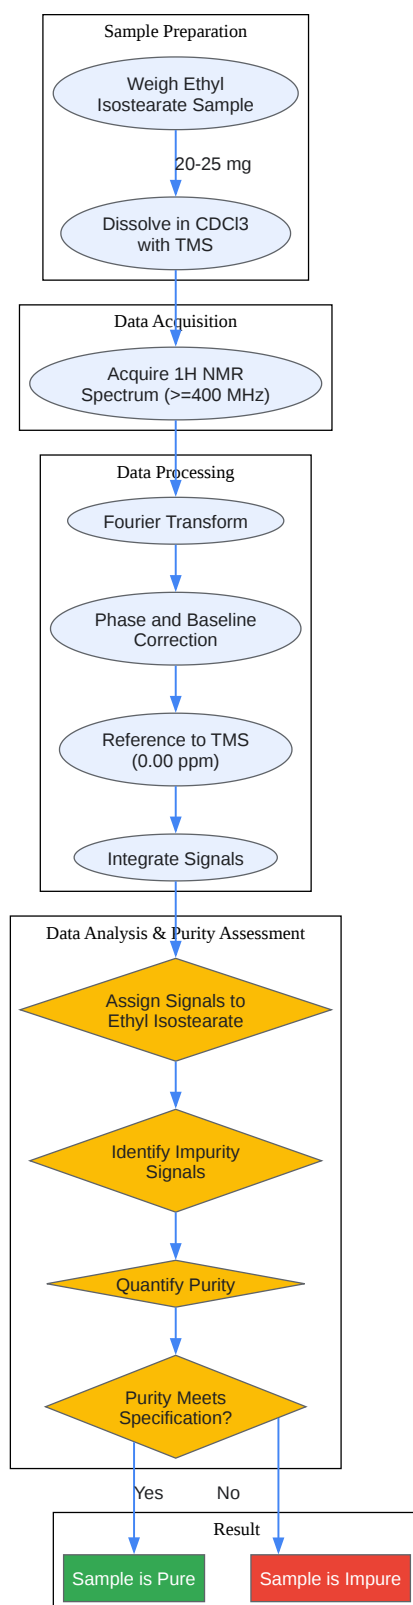 Sample Preparation
Weigh Ethyl
Isostearate Sample
20-25 mg
Dissolve in CDCl3
with TMS
Data Acquisition
Acquire 1H NMR
Spectrum (>=400 MHz)
Data Processing
Fourier Transform
Phase and Baseline
Correction
Reference to TMS
(0.00 ppm)
Integrate Signals
Data Analysis & Purity Assessment
Assign Signals to
Ethyl Isostearate
Identify Impurity
Signals
Quantify Purity
Purity Meets
Specification?
Yes
No
Result
Sample is Pure
Sample is Impure